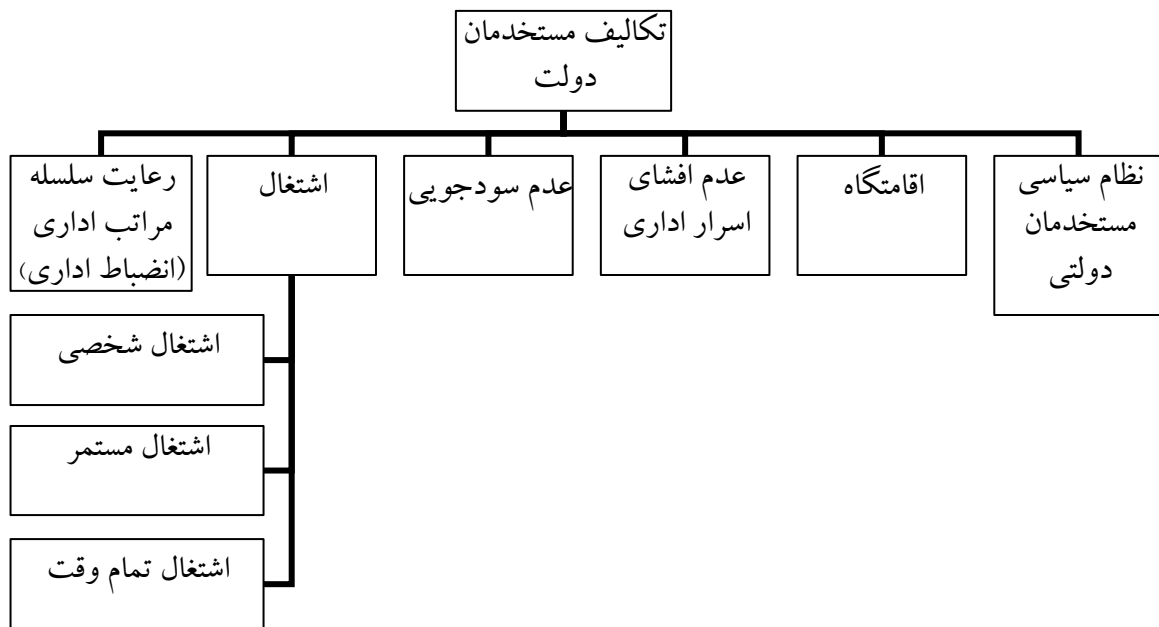 تکالیف مستخدمان
دولت
نظام سیاسی
مستخدمان
دولتی
اقامتگاه
عدم افشای
اسرار اداری
عدم سودجویی
اشتغال
رعایت سلسله
مراتب اداری
(انضباط اداری)
اشتغال شخصی
اشتغال مستمر
اشتغال تمام وقت